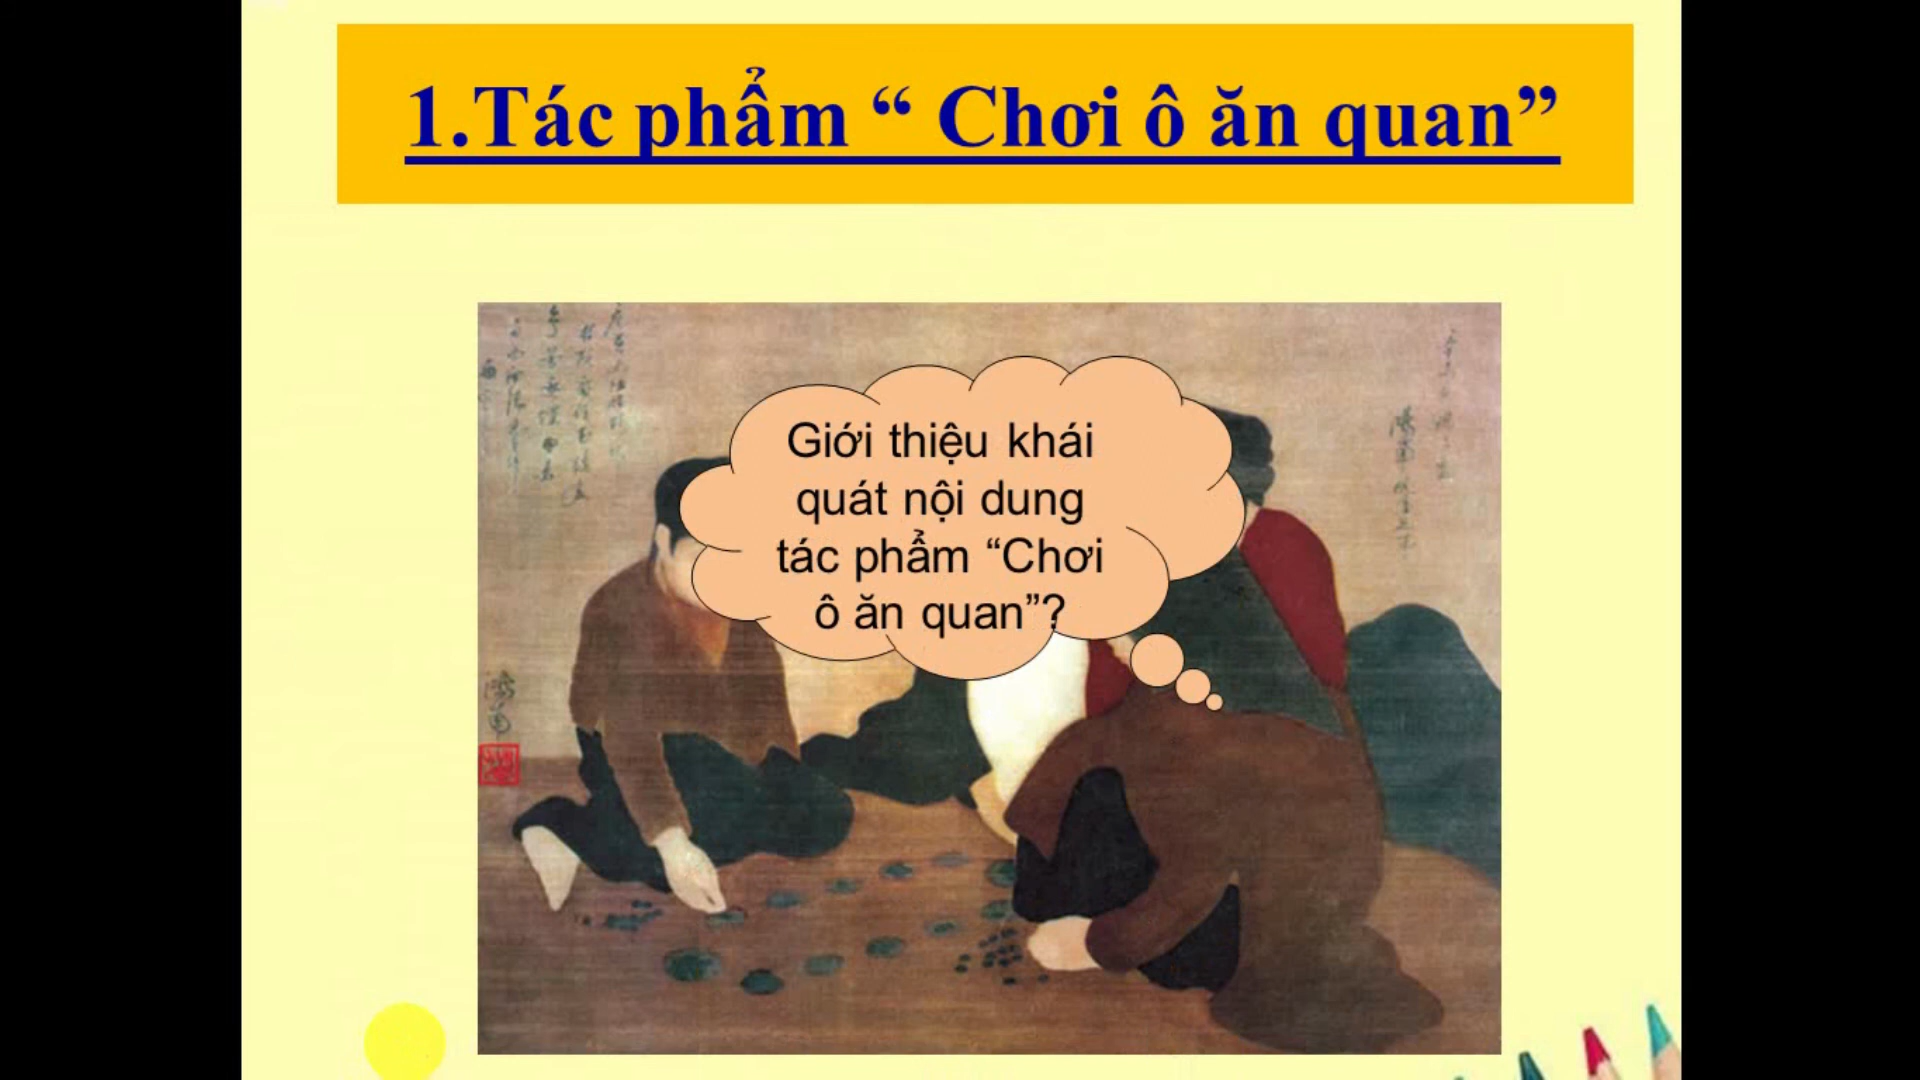 1.Tác phẩm “ Chơi ô ăn quan”
Giới thiệu khái
quát nội dung
tác phẩm “Chơi
ô ăn quan”?